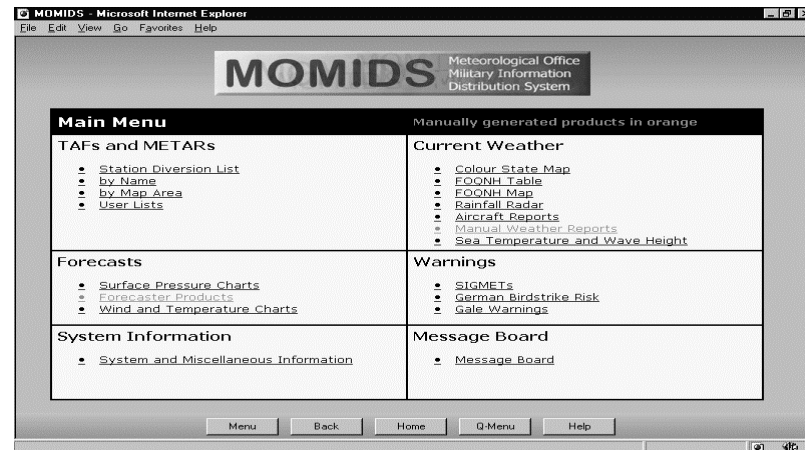 MOMIDS - Microsoft Internet Explorer
File Edit View Go Favorites Help
MOMIDS
Meteorological Office
Military Information
Distribution System
Main Menu
Manually generated products in orange
TAFs and METARs
Station Diversion List
by Name
by Map Area
User Lists
Current Weather
Colour State Map
FOQNH Table
FOQNH Map
Rainfall Radar
Aircraft Reports
Manual Weather Reports
Sea Temperature and Wave Height
Forecasts
Surface Pressure Charts
Forecaster Products
Wind and Temperature Charts
Warnings
SIGMETs
German Birdstrike Risk
Gale Warnings
System Information
System and Miscellaneous Information
Message Board
Message Board
Menu Back Home Q-Menu Help